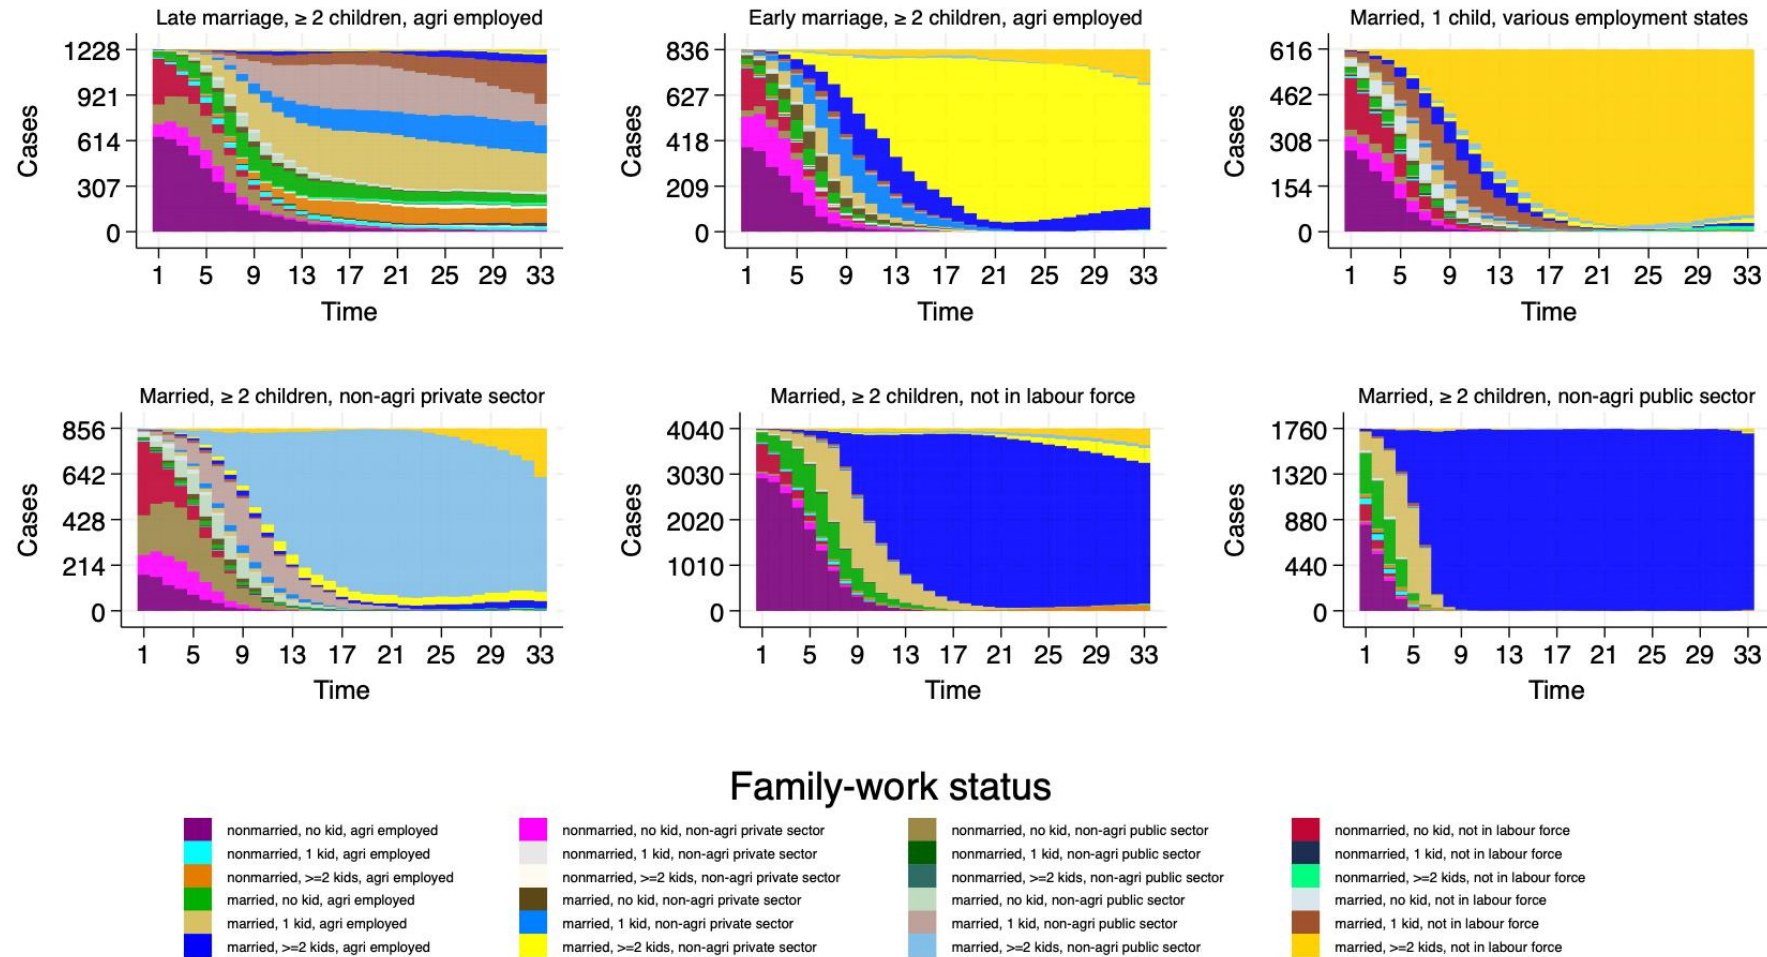 Late marriage, ≥ 2 children, agri employed
Cases
1228
921
614
307
0
1 5 9 13 17 21 25 29 33
Time
Early marriage, ≥ 2 children, agri employed
Cases
836
627
418
209
0
1 5 9 13 17 21 25 29 33
Time
Married, 1 child, various employment states
Cases
616
462
308
154
0
1 5 9 13 17 21 25 29 33
Time
Married, ≥ 2 children, non-agri private sector
Cases
856
642
428
214
0
1 5 9 13 17 21 25 29 33
Time
Married, ≥ 2 children, not in labour force
Cases
4040
3030
2020
1010
0
1 5 9 13 17 21 25 29 33
Time
Married, ≥ 2 children, non-agri public sector
Cases
1760
1320
880
440
0
1 5 9 13 17 21 25 29 33
Time
Family-work status
nonmarried, no kid, agri employed
nonmarried, 1 kid, agri employed
nonmarried, >=2 kids, agri employed
married, no kid, agri employed
married, 1 kid, agri employed
married, >=2 kids, agri employed
nonmarried, no kid, non-agri private sector
nonmarried, 1 kid, non-agri private sector
nonmarried, >=2 kids, non-agri private sector
married, no kid, non-agri private sector
married, 1 kid, non-agri private sector
married, >=2 kids, non-agri private sector
nonmarried, no kid, non-agri public sector
nonmarried, 1 kid, non-agri public sector
nonmarried, >=2 kids, non-agri public sector
married, no kid, non-agri public sector
married, 1 kid, non-agri public sector
married, >=2 kids, non-agri public sector
nonmarried, no kid, not in labour force
nonmarried, 1 kid, not in labour force
nonmarried, >=2 kids, not in labour force
married, no kid, not in labour force
married, 1 kid, not in labour force
married, >=2 kids, not in labour force